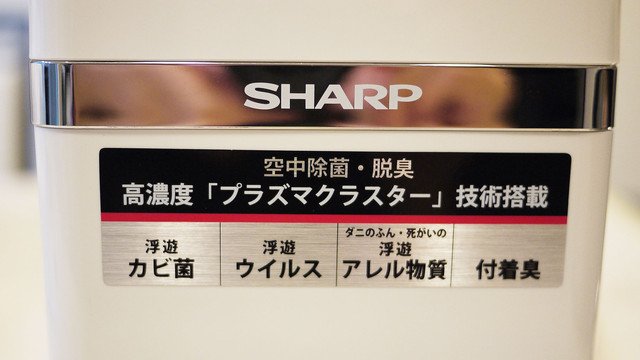 SHARP
空中除菌・脱臭
高濃度「プラズマクラスター」技術搭載
浮遊
カビ菌
浮遊
ウイルス
ダニのふん・死がいの
浮遊
アレル物質
付着臭